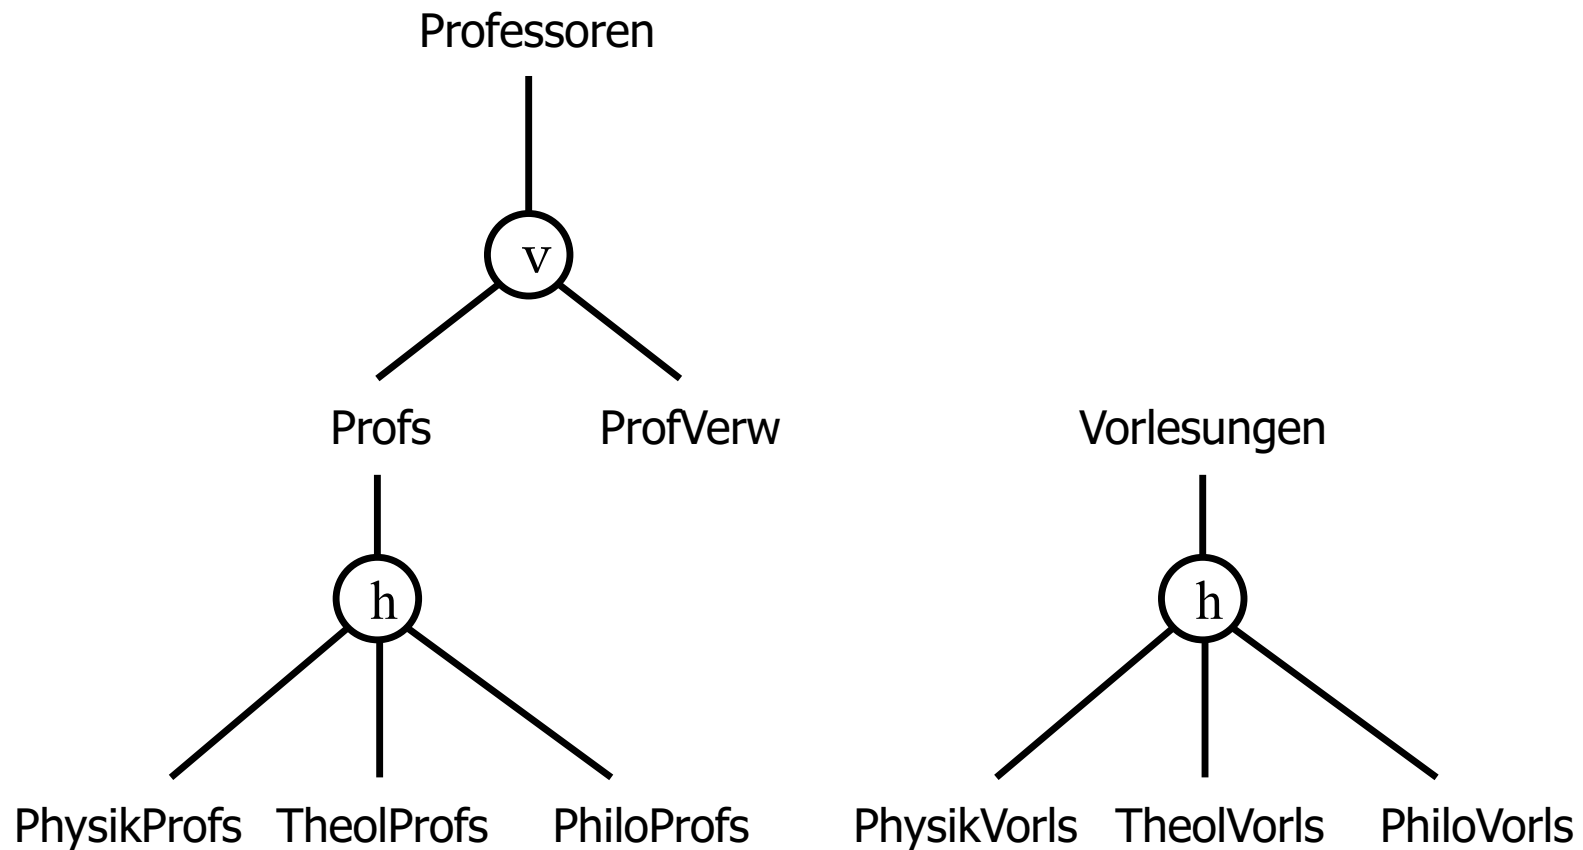 Professoren
v
Profs ProfVerw Vorlesungen
h h
PhysikProfs TheolProfs PhiloProfs PhysikVorls TheolVorls PhiloVorls